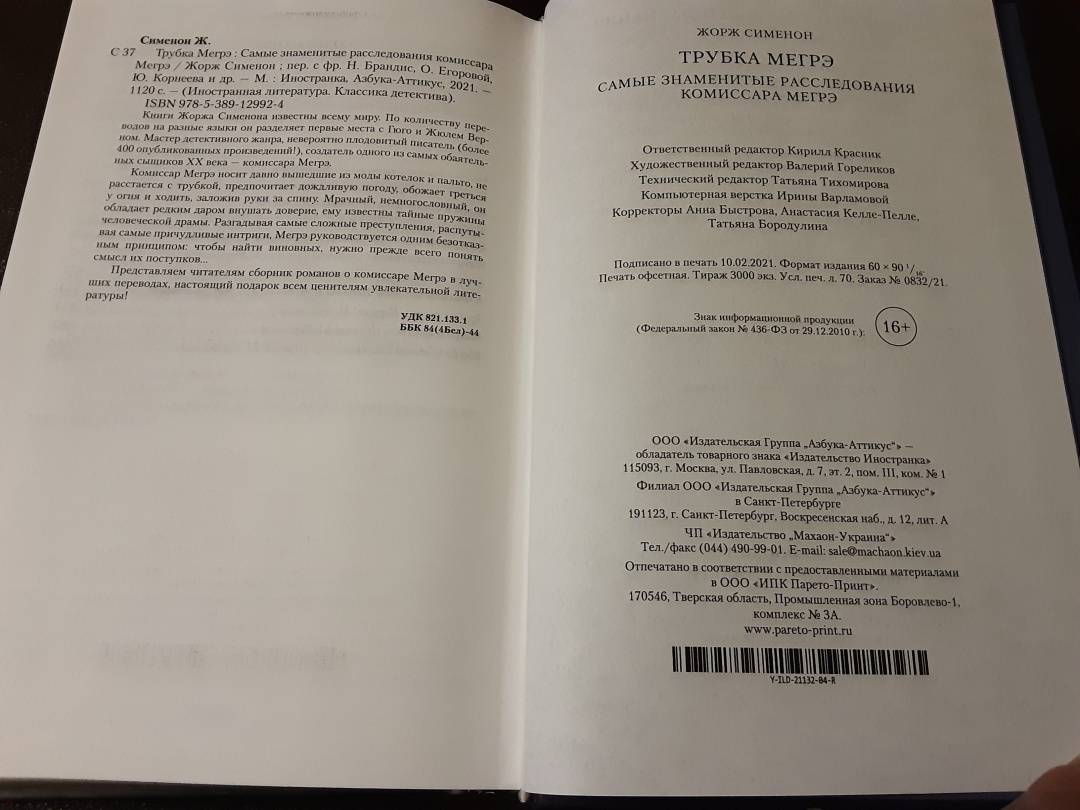 Сименон Ж.
С 37 Трубка Мегрэ : Самые знаменитые расследования комиссара
Мегрэ / Жорж Сименон ; пер. с фр. Н. Брандис, О. Егоровой,
Ю. Корнеева и др. — М. : Иностранка, Азбука-Аттикус, 2021. —
1120 с. — (Иностранная литература. Классика детектива).
ISBN 978-5-389-12992-4
Книги Жоржа Сименона известны всему миру. По количеству пере-
водов на разные языки он разделяет первые места с Гюго и Жюлем Вер-
ном. Мастер детективного жанра, невероятно плодовитый писатель (более
400 опубликованных произведений!), создатель одного из самых обаятель-
ных сыщиков XX века — комиссара Мегрэ.
Комиссар Мегрэ носит давно вышедшие из моды котелок и пальто, не
расстается с трубкой, предпочитает дождливую погоду, обожает греться
у огня и ходить, заложив руки за спину. Мрачный, немногословный, он
обладает редким даром внушать доверие, ему известны тайные пружины
человеческой драмы. Разгадывая самые сложные преступления, распуты-
вая самые причудливые интриги, Мегрэ руководствуется одним безотказ-
ным принципом: чтобы найти виновных, нужно прежде всего понять
смысл их поступков...
Представляем читателям сборник романов о комиссаре Мегрэ в луч-
ших переводах, настоящий подарок всем ценителям увлекательной лите-
ратуры!
УДК 821.133.1
ББК 84(4Бел)-44
ЖОРЖ СИМЕНОН
ТРУБКА МЕГРЭ
САМЫЕ ЗНАМЕНИТЫЕ РАССЛЕДОВАНИЯ
КОМИССАРА МЕГРЭ
Ответственный редактор Кирилл Красник
Художественный редактор Валерий Гореликов
Технический редактор Татьяна Тихомирова
Компьютерная верстка Ирины Варламовой
Корректоры Анна Быстрова, Анастасия Келле-Пелле,
Татьяна Бородулина
Подписано в печать 10.02.2021. Формат издания 60 × 90 1/16.
Печать офсетная. Тираж 3000 экз. Усл. печ. л. 70. Заказ № 0832/21.
Знак информационной продукции
(Федеральный закон № 436-ФЗ от 29.12.2010 г.):
16+
ООО «Издательская Группа „Азбука-Аттикус“» —
обладатель товарного знака «Издательство Иностранка»
115093, г. Москва, ул. Павловская, д. 7, эт. 2, пом. III, ком. № 1
Филиал ООО «Издательская Группа „Азбука-Аттикус“»
в Санкт-Петербурге
191123, г. Санкт-Петербург, Воскресенская наб., д. 12, лит. А
ЧП «Издательство „Махаон-Украина“»
Тел./факс (044) 490-99-01. E-mail: sale@machaon.kiev.ua
Отпечатано в соответствии с предоставленными материалами
в ООО «ИПК Парето-Принт».
170546, Тверская область, Промышленная зона Боровлево-1,
комплекс № 3А.
www.pareto-print.ru
Y-ILD-21132-04-R